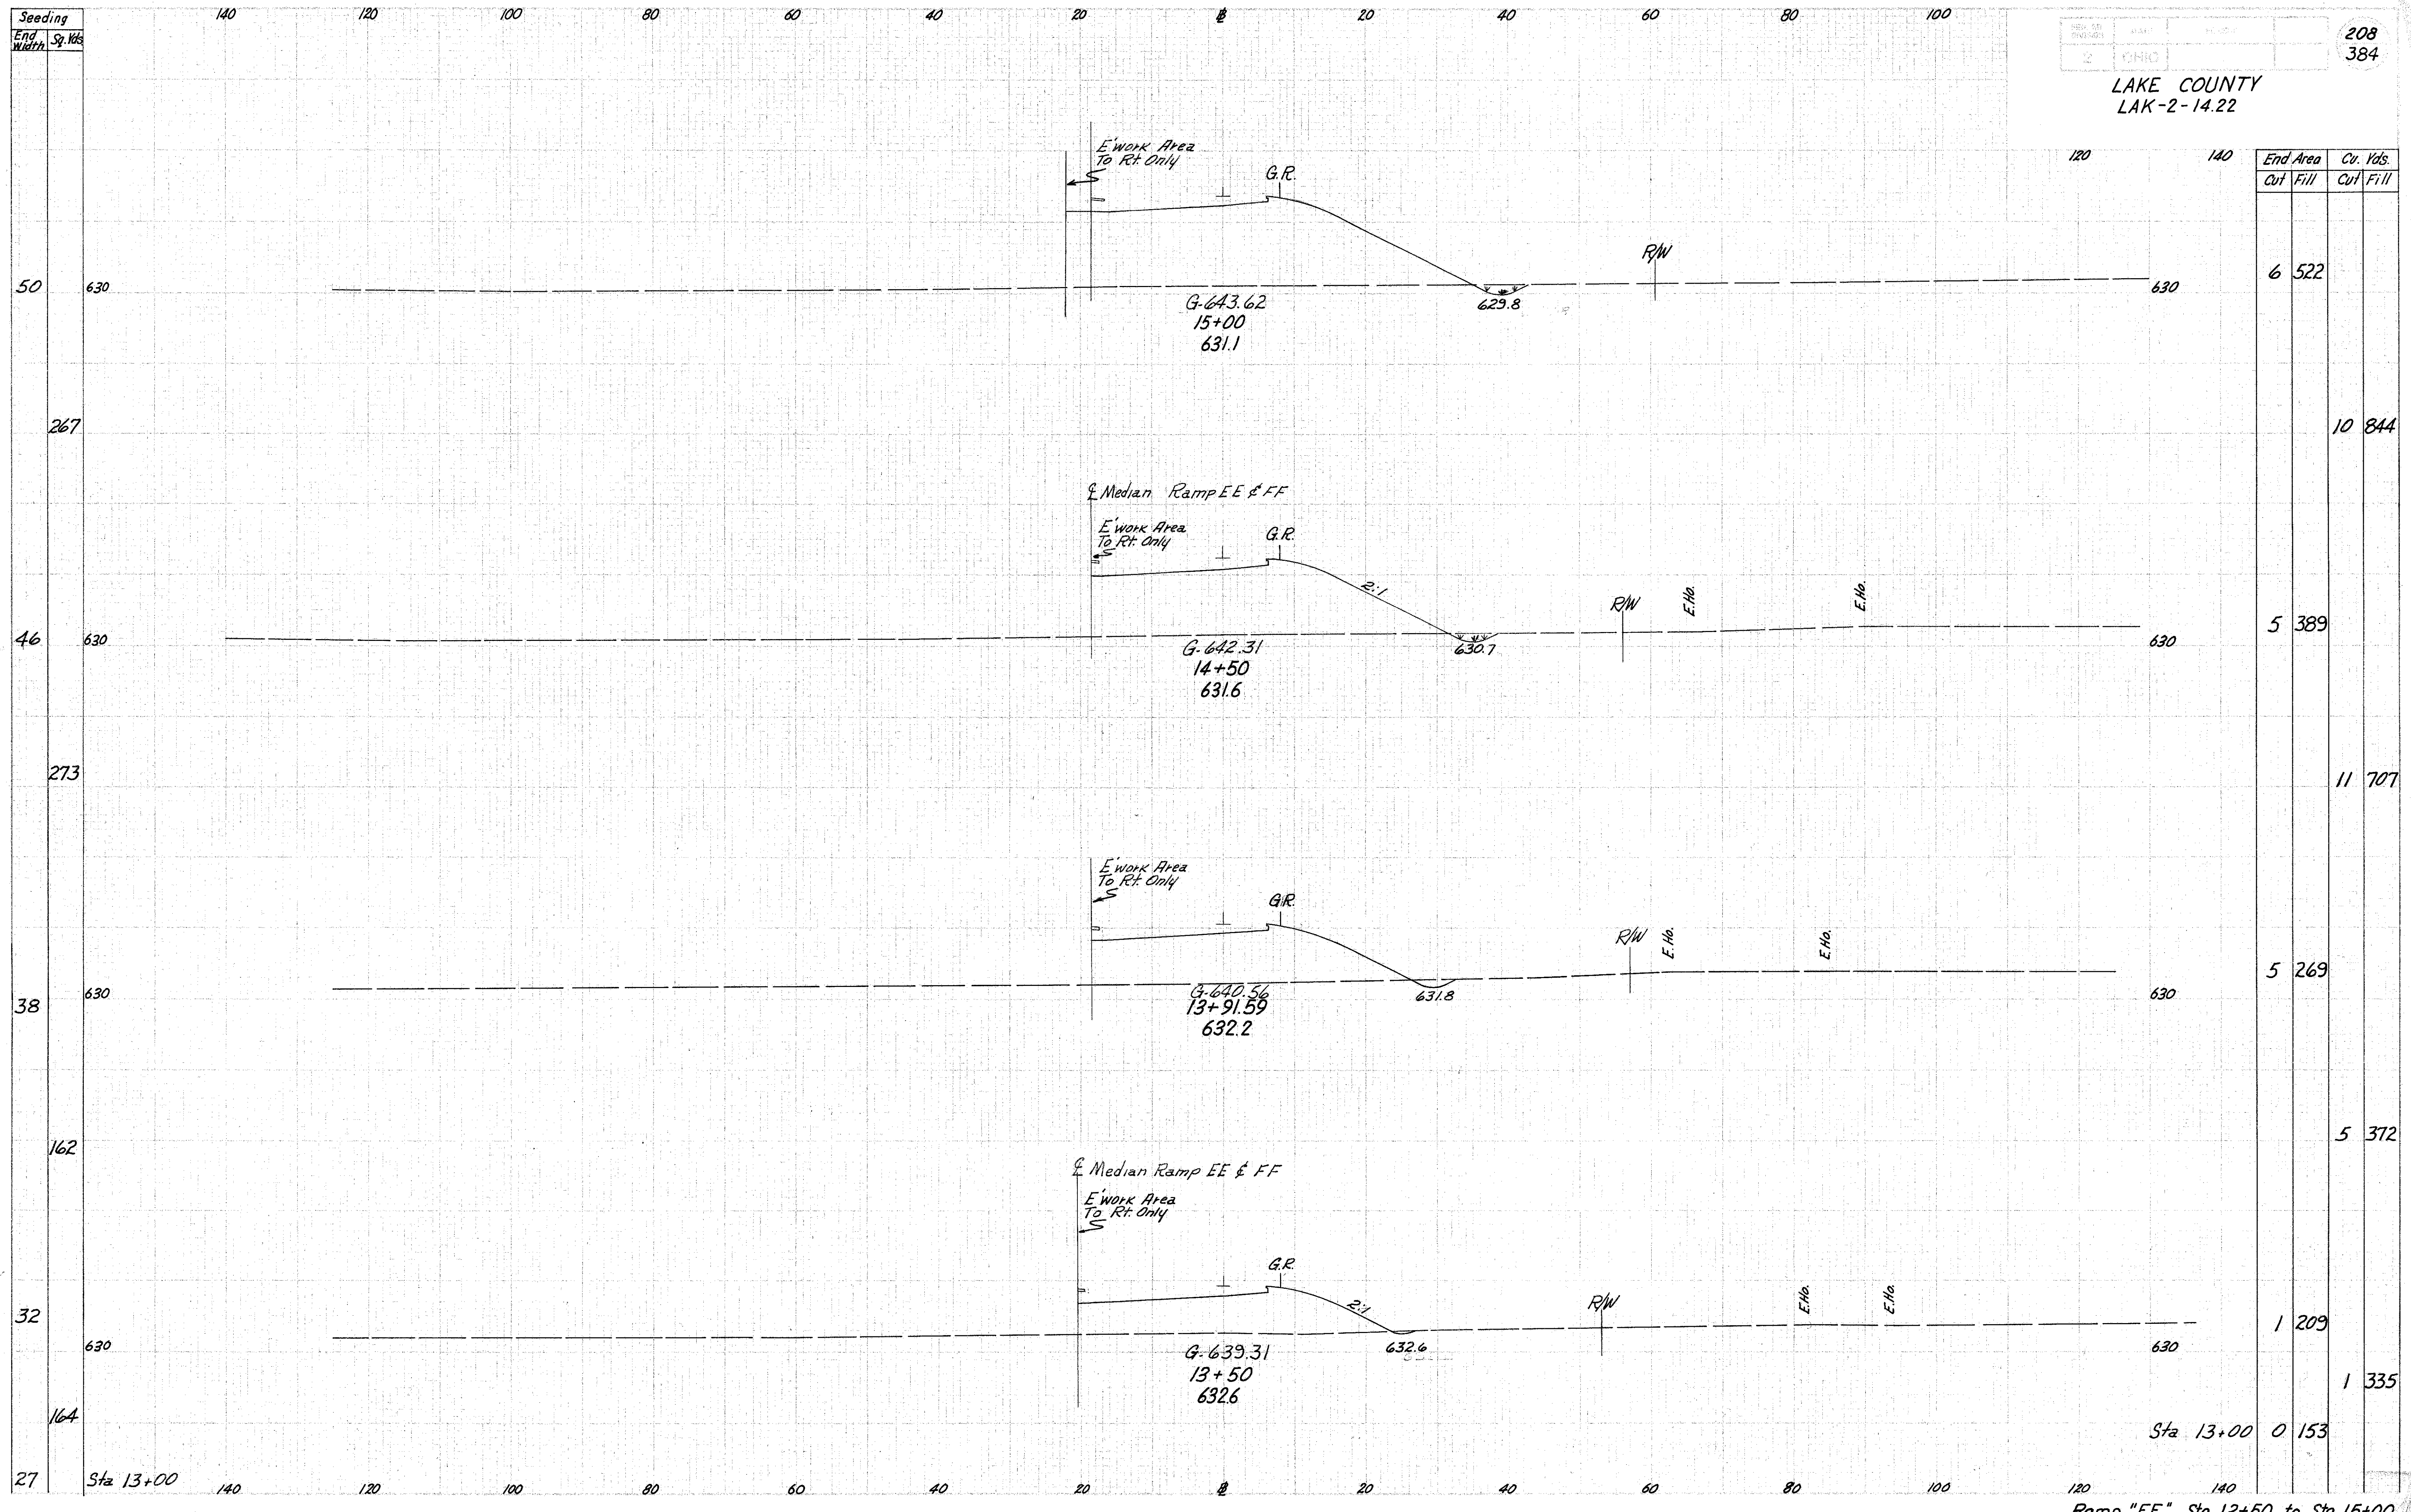 Seeding
End Width Sq. Yds
140 120 100 80 60 40 20 ⅊ 20 40 60 80 100
208
384
2 OHIO
LAKE COUNTY
LAK-2-14.22
120 140
End Area Cu. Yds.
Cut Fill Cut Fill
E'work Area
To Rt. Only
G.R.
R/W
50 630 630 6 522
G-643.62
15+00
631.1
629.8
267 10 844
℄ Median Ramp EE & FF
E'work Area
To Rt. Only
G.R.
2:1
R/W E.Ho. E.Ho.
46 630 630 5 389
G-642.31
14+50
631.6
630.7
273 11 707
E'work Area
To Rt. Only
G.R.
R/W E.Ho. E.Ho.
38 630 630 5 269
G-640.56
13+91.59
632.2
631.8
162 5 372
℄ Median Ramp EE & FF
E'work Area
To Rt. Only
G.R.
2:1
R/W E.Ho. E.Ho.
32 630 630 1 209
G-639.31
13+50
632.6
632.6
1 335
164
Sta 13+00 0 153
27 Sta 13+00
140 120 100 80 60 40 20 ⅊ 20 40 60 80 100 120 140